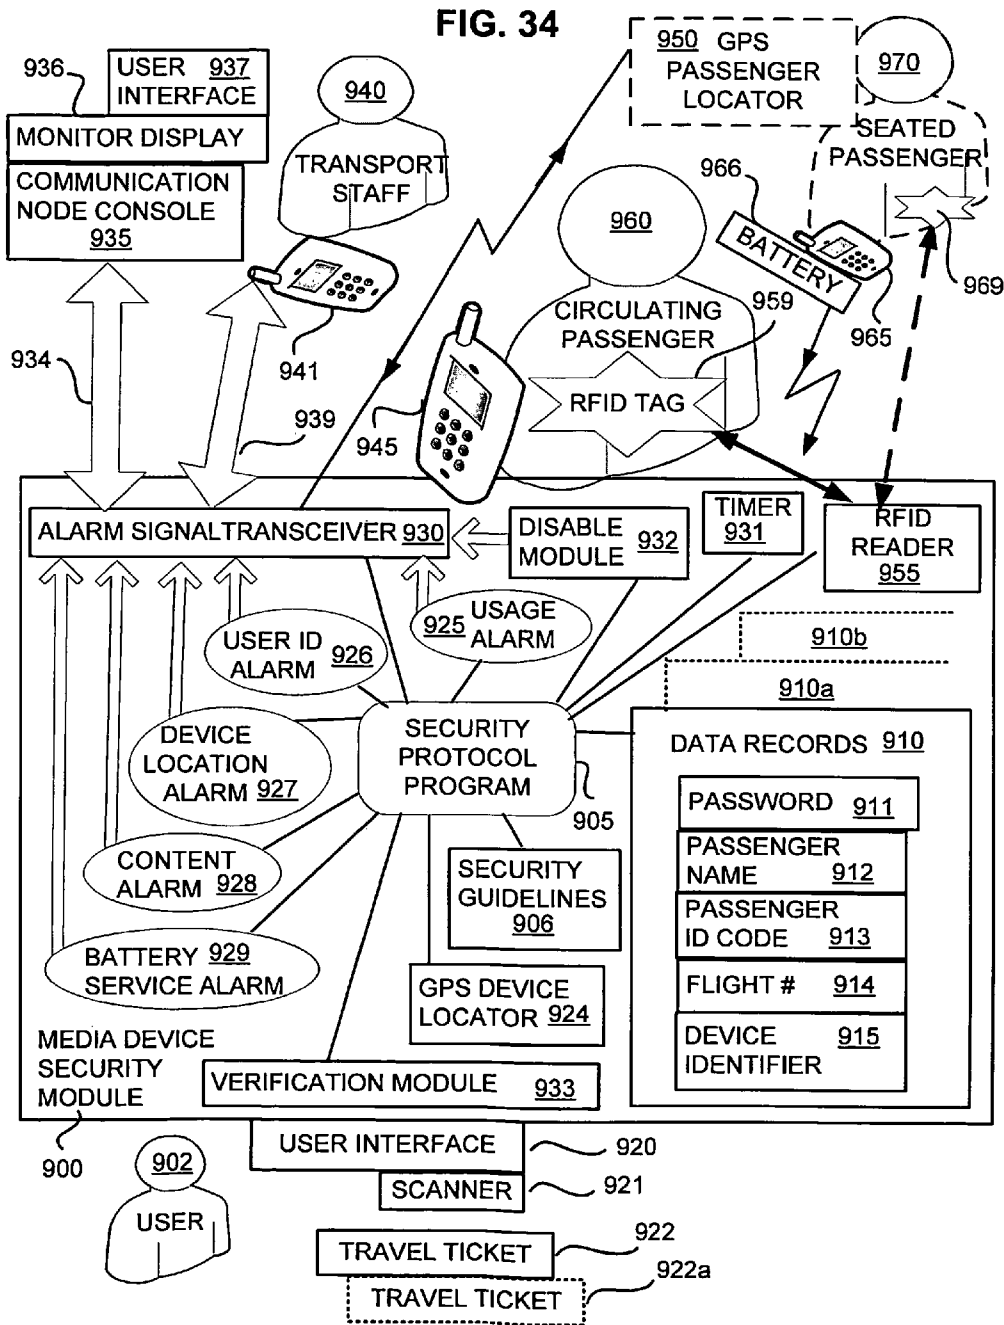 FIG. 34
936
USER 937
INTERFACE
MONITOR DISPLAY
COMMUNICATION
NODE CONSOLE
935
940
TRANSPORT
STAFF
950 GPS
PASSENGER
LOCATOR
970
SEATED
PASSENGER
966
960
BATTERY
969
965
959
CIRCULATING
PASSENGER
RFID TAG
934
941
939
945
ALARM SIGNALTRANSCEIVER 930
DISABLE
MODULE 932
TIMER
931
RFID
READER
955
USER ID
ALARM 926
925 USAGE
ALARM
910b
910a
DEVICE
LOCATION
ALARM 927
SECURITY
PROTOCOL
PROGRAM
905
DATA RECORDS 910
PASSWORD 911
PASSENGER
NAME 912
PASSENGER
ID CODE 913
FLIGHT # 914
DEVICE 915
IDENTIFIER
CONTENT
ALARM 928
SECURITY
GUIDELINES
906
BATTERY 929
SERVICE ALARM
GPS DEVICE
LOCATOR 924
MEDIA DEVICE
SECURITY
MODULE
900
VERIFICATION MODULE 933
USER INTERFACE
920
902
USER
SCANNER
921
TRAVEL TICKET
922
922a
TRAVEL TICKET